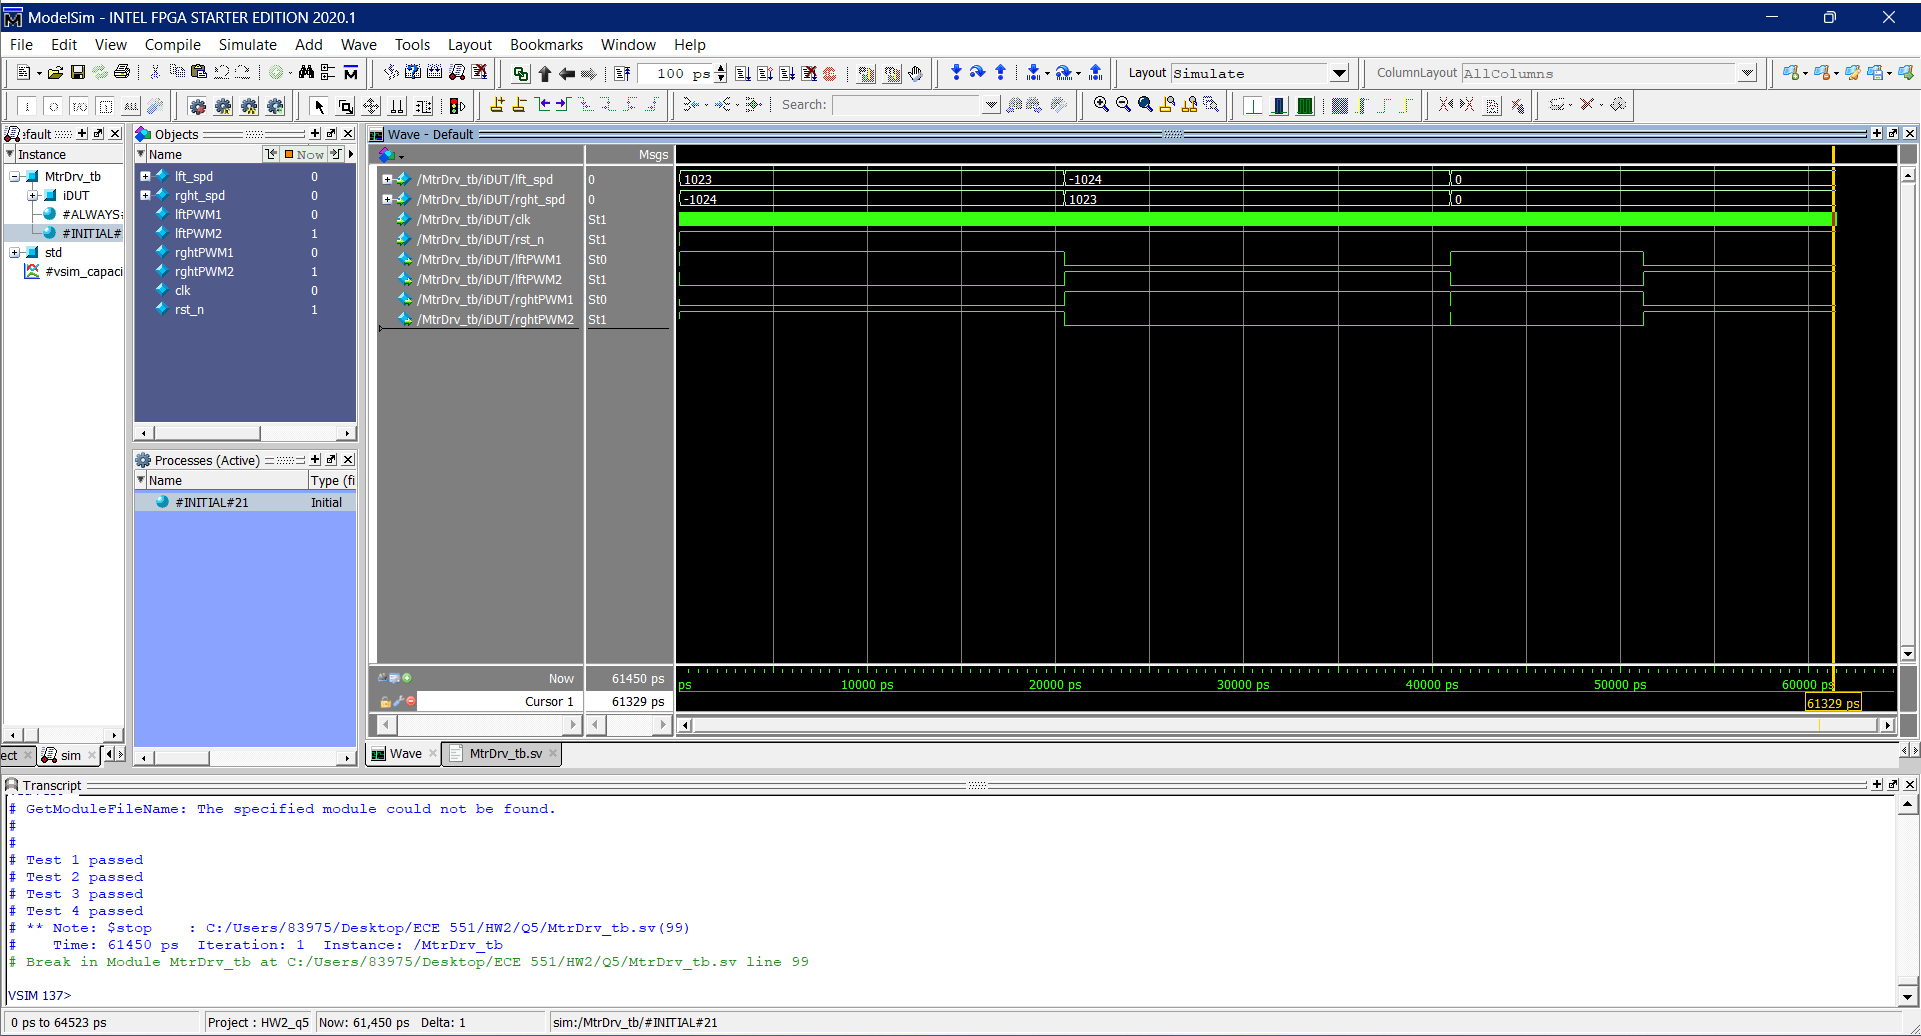 ModelSim - INTEL FPGA STARTER EDITION 2020.1
File Edit View Compile Simulate Add Wave Tools Layout Bookmarks Window Help
100 ps
Layout Simulate
ColumnLayout AllColumns
ALL
Search:
efault
Instance
MtrDrv_tb
iDUT
#ALWAYS
#INITIAL#
std
#vsim_capaci
ect
sim
Objects
Name Now
lft_spd 0
rght_spd 0
lftPWM1 0
lftPWM2 1
rghtPWM1 0
rghtPWM2 1
clk 0
rst_n 1
Processes (Active)
Name Type (fi
#INITIAL#21 Initial
Wave - Default
Msgs
/MtrDrv_tb/iDUT/lft_spd 0 1023 -1024 0
/MtrDrv_tb/iDUT/rght_spd 0 -1024 1023 0
/MtrDrv_tb/iDUT/clk St1
/MtrDrv_tb/iDUT/rst_n St1
/MtrDrv_tb/iDUT/lftPWM1 St0
/MtrDrv_tb/iDUT/lftPWM2 St1
/MtrDrv_tb/iDUT/rghtPWM1 St0
/MtrDrv_tb/iDUT/rghtPWM2 St1
Now 61450 ps ps 10000 ps 20000 ps 30000 ps 40000 ps 50000 ps 60000 ps
Cursor 1 61329 ps 61329 ps
Wave MtrDrv_tb.sv
Transcript
# GetModuleFileName: The specified module could not be found.
#
#
# Test 1 passed
# Test 2 passed
# Test 3 passed
# Test 4 passed
# ** Note: $stop : C:/Users/83975/Desktop/ECE 551/HW2/Q5/MtrDrv_tb.sv(99)
# Time: 61450 ps Iteration: 1 Instance: /MtrDrv_tb
# Break in Module MtrDrv_tb at C:/Users/83975/Desktop/ECE 551/HW2/Q5/MtrDrv_tb.sv line 99
VSIM 137>
0 ps to 64523 ps Project : HW2_q5 Now: 61,450 ps Delta: 1 sim:/MtrDrv_tb/#INITIAL#21